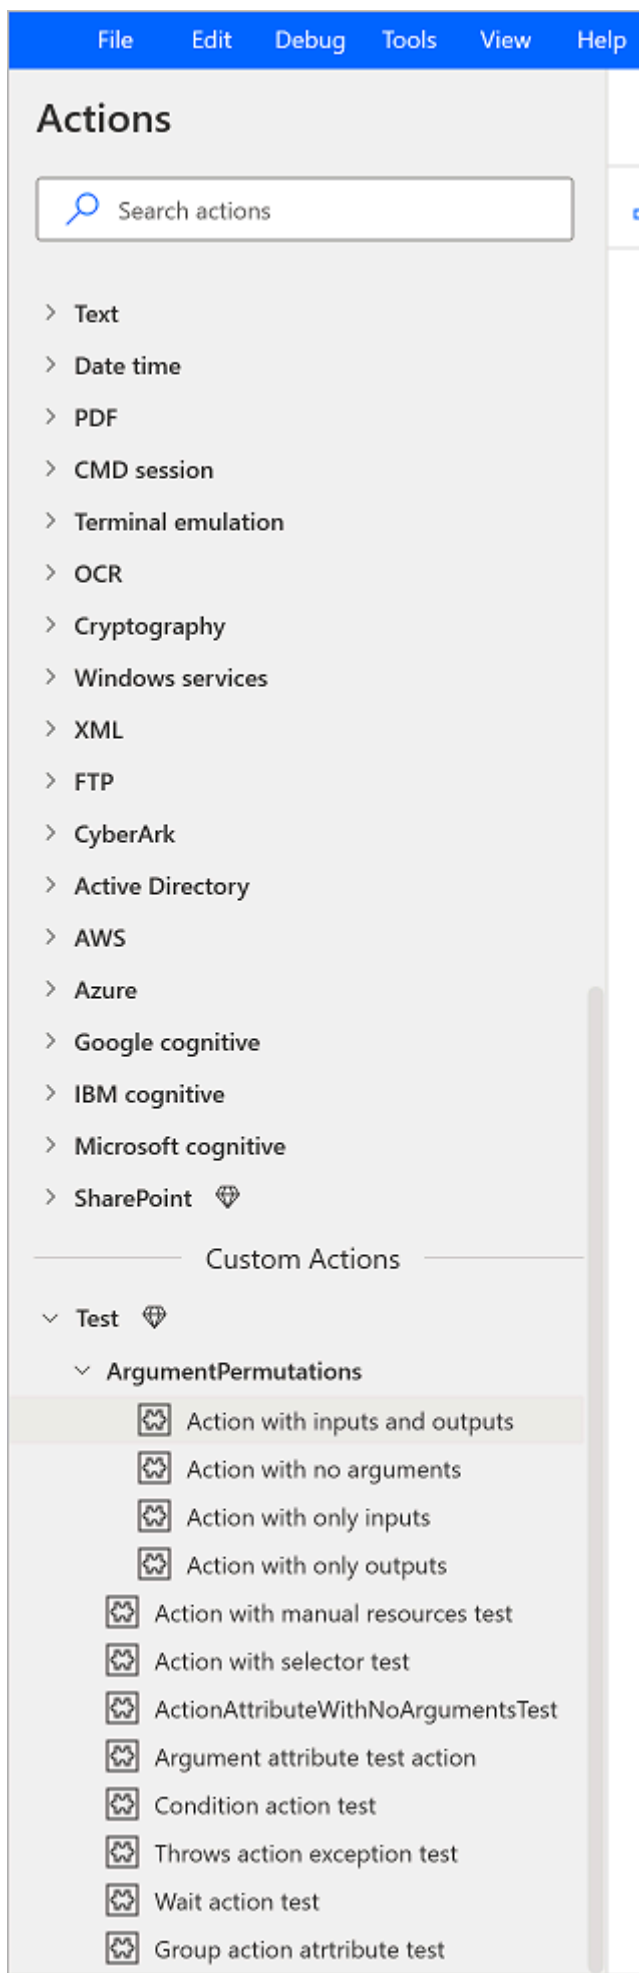 File Edit Debug Tools View Help
Actions
Search actions
Text
Date time
PDF
CMD session
Terminal emulation
OCR
Cryptography
Windows services
XML
FTP
CyberArk
Active Directory
AWS
Azure
Google cognitive
IBM cognitive
Microsoft cognitive
SharePoint
Custom Actions
Test
ArgumentPermutations
Action with inputs and outputs
Action with no arguments
Action with only inputs
Action with only outputs
Action with manual resources test
Action with selector test
ActionAttributeWithNoArgumentsTest
Argument attribute test action
Condition action test
Throws action exception test
Wait action test
Group action atrtribute test